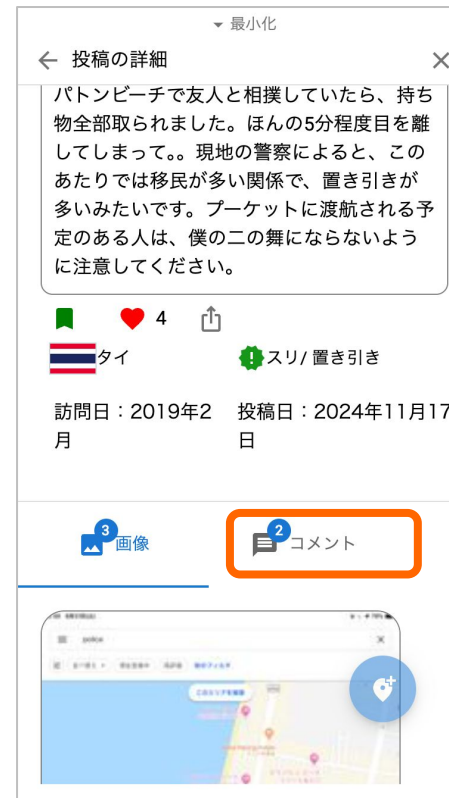 最小化
投稿の詳細
パトンビーチで友人と相撲していたら、持ち
物全部取られました。ほんの5分程度目を離
してしまって。。現地の警察によると、この
あたりでは移民が多い関係で、置き引きが
多いみたいです。プーケットに渡航される予
定のある人は、僕の二の舞にならないよう
に注意してください。
4
タイ
スリ/ 置き引き
訪問日：2019年2
月
投稿日：2024年11月17
日
3
画像
2
コメント
police
このエリアを検索